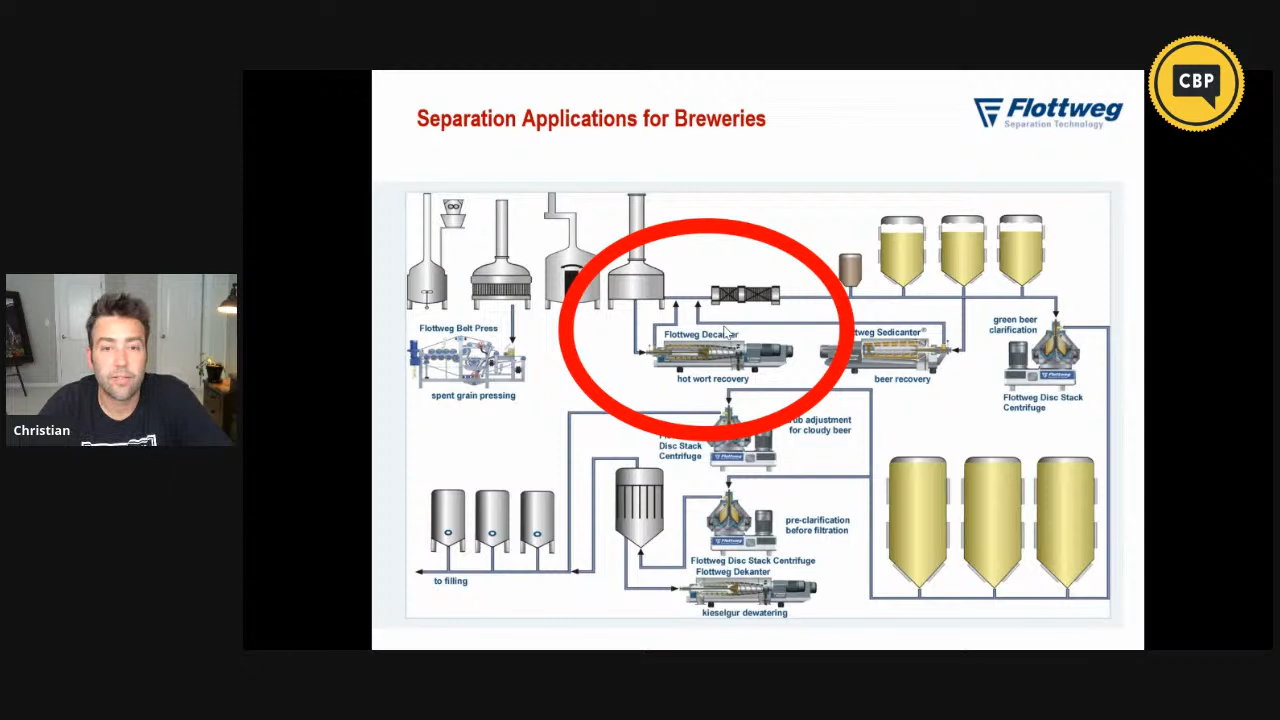 CBP
Separation Applications for Breweries
Flottweg
Separation Technology
Flottweg Belt Press
spent grain pressing
hot wort recovery
Sedicanter®
beer recovery
green beer
clarification
Flottweg Disc Stack
Centrifuge
adjustment
for cloudy beer
Disc Stack
Centrifuge
Flottweg
pre-clarification
before filtration
Flottweg
Flottweg Disc Stack Centrifuge
Flottweg Dekanter
kieselgur dewatering
to filling
Christian